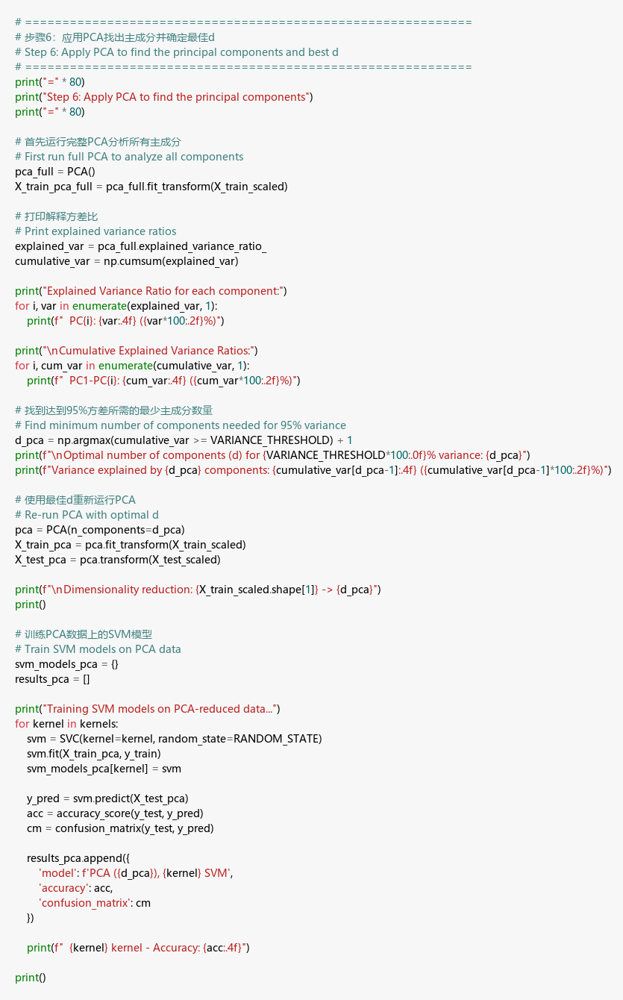 # ============================================================
# 步骤6：应用PCA找出主成分并确定最佳d
# Step 6: Apply PCA to find the principal components and best d
# ============================================================
print("=" * 80)
print("Step 6: Apply PCA to find the principal components")
print("=" * 80)
# 首先运行完整PCA分析所有主成分
# First run full PCA to analyze all components
pca_full = PCA()
X_train_pca_full = pca_full.fit_transform(X_train_scaled)
# 打印解释方差比
# Print explained variance ratios
explained_var = pca_full.explained_variance_ratio_
cumulative_var = np.cumsum(explained_var)
print("Explained Variance Ratio for each component:")
for i, var in enumerate(explained_var, 1):
    print(f"  PC{i}: {var:.4f} ({var*100:.2f}%)")
print("\nCumulative Explained Variance Ratios:")
for i, cum_var in enumerate(cumulative_var, 1):
    print(f"  PC1-PC{i}: {cum_var:.4f} ({cum_var*100:.2f}%)")
# 找到达到95%方差所需的最少主成分数量
# Find minimum number of components needed for 95% variance
d_pca = np.argmax(cumulative_var >= VARIANCE_THRESHOLD) + 1
print(f"\nOptimal number of components (d) for {VARIANCE_THRESHOLD*100:.0f}% variance: {d_pca}")
print(f"Variance explained by {d_pca} components: {cumulative_var[d_pca-1]:.4f} ({cumulative_var[d_pca-1]*100:.2f}%)")
# 使用最佳d重新运行PCA
# Re-run PCA with optimal d
pca = PCA(n_components=d_pca)
X_train_pca = pca.fit_transform(X_train_scaled)
X_test_pca = pca.transform(X_test_scaled)
print(f"\nDimensionality reduction: {X_train_scaled.shape[1]} -> {d_pca}")
print()
# 训练PCA数据上的SVM模型
# Train SVM models on PCA data
svm_models_pca = {}
results_pca = []
print("Training SVM models on PCA-reduced data...")
for kernel in kernels:
    svm = SVC(kernel=kernel, random_state=RANDOM_STATE)
    svm.fit(X_train_pca, y_train)
    svm_models_pca[kernel] = svm
    y_pred = svm.predict(X_test_pca)
    acc = accuracy_score(y_test, y_pred)
    cm = confusion_matrix(y_test, y_pred)
    results_pca.append({
        'model': f'PCA ({d_pca}), {kernel} SVM',
        'accuracy': acc,
        'confusion_matrix': cm
    })
    print(f"  {kernel} kernel - Accuracy: {acc:.4f}")
print()